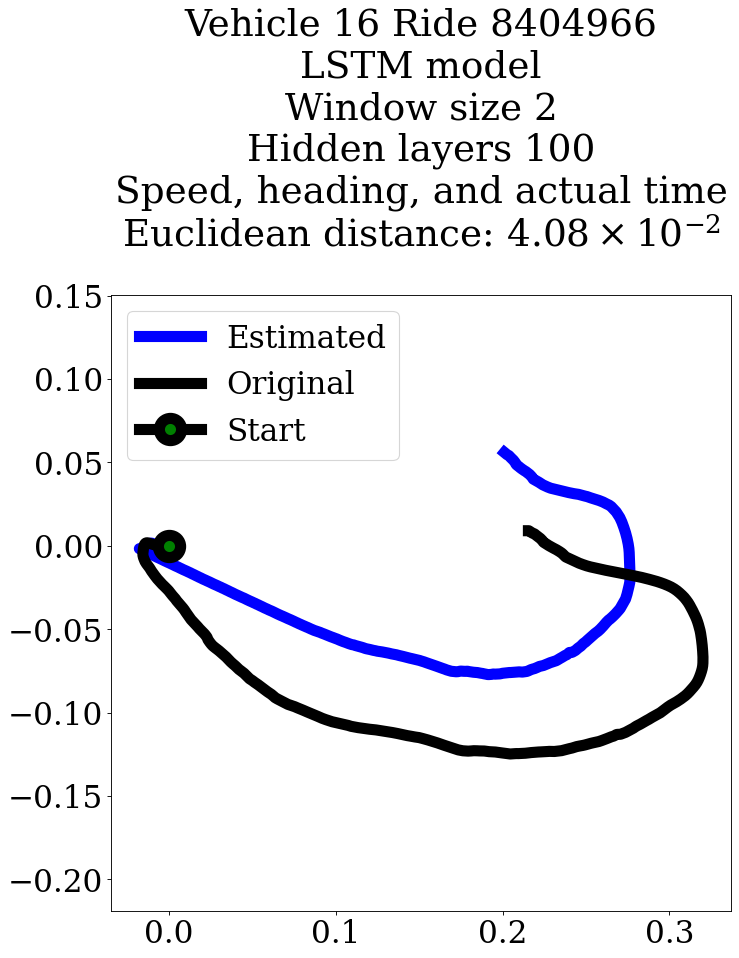 Vehicle 16 Ride 8404966
LSTM model
Window size 2
Hidden layers 100
Speed, heading, and actual time
Euclidean distance: 4.08 × 10⁻²
0.15
0.10
0.05
0.00
−0.05
−0.10
−0.15
−0.20
Estimated
Original
Start
0.0 0.1 0.2 0.3